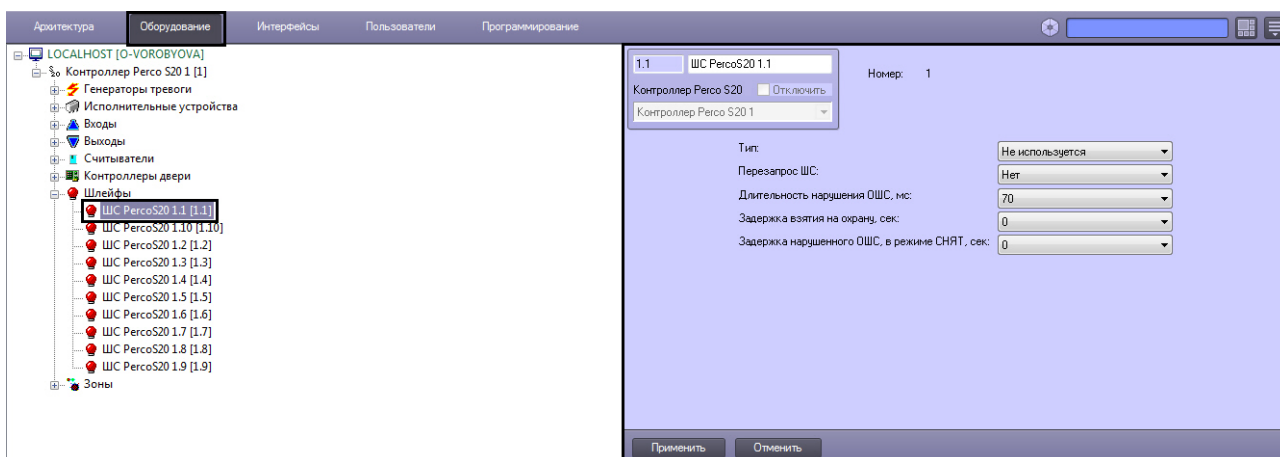 Архитектура Оборудование Интерфейсы Пользователи Программирование
LOCALHOST [O-VOROBYOVA]
Контроллер Perco S20 1 [1]
Генераторы тревоги
Исполнительные устройства
Входы
Выходы
Считыватели
Контроллеры двери
Шлейфы
ШС PercoS20 1.1 [1.1]
ШС PercoS20 1.10 [1.10]
ШС PercoS20 1.2 [1.2]
ШС PercoS20 1.3 [1.3]
ШС PercoS20 1.4 [1.4]
ШС PercoS20 1.5 [1.5]
ШС PercoS20 1.6 [1.6]
ШС PercoS20 1.7 [1.7]
ШС PercoS20 1.8 [1.8]
ШС PercoS20 1.9 [1.9]
Зоны
1.1 ШС PercoS20 1.1
Номер: 1
Контроллер Perco S20 Отключить
Контроллер Perco S20 1
Тип: Не используется
Перезапрос ШС: Нет
Длительность нарушения ОШС, мс: 70
Задержка взятия на охрану, сек: 0
Задержка нарушенного ОШС, в режиме СНЯТ, сек: 0
Применить Отменить